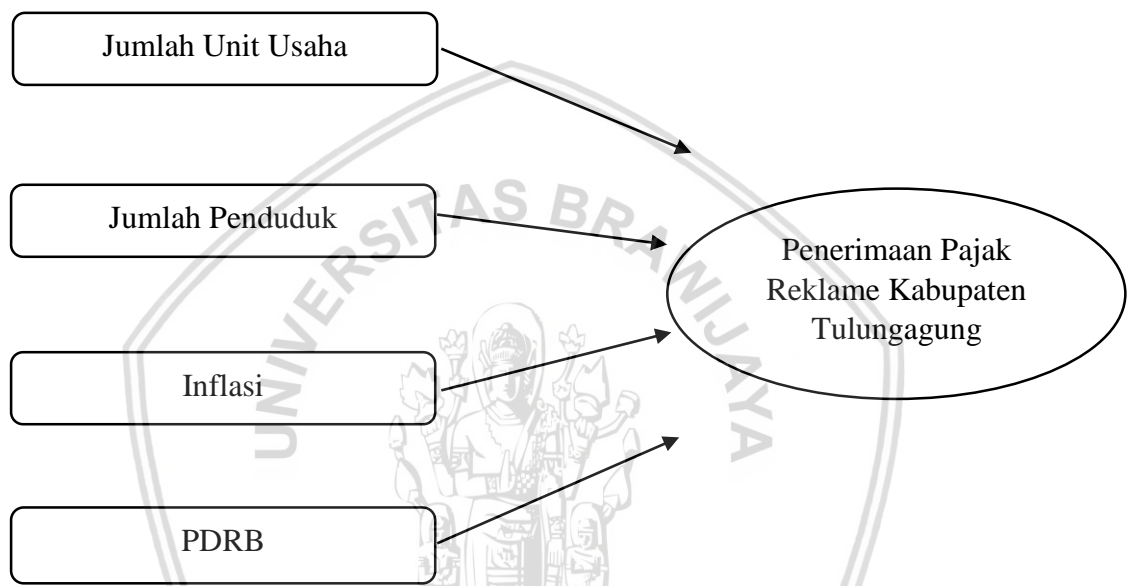 Jumlah Unit Usaha
Jumlah Penduduk
Inflasi
PDRB
Penerimaan Pajak
Reklame Kabupaten
Tulungagung
UNIVERSITAS BRAWIJAYA